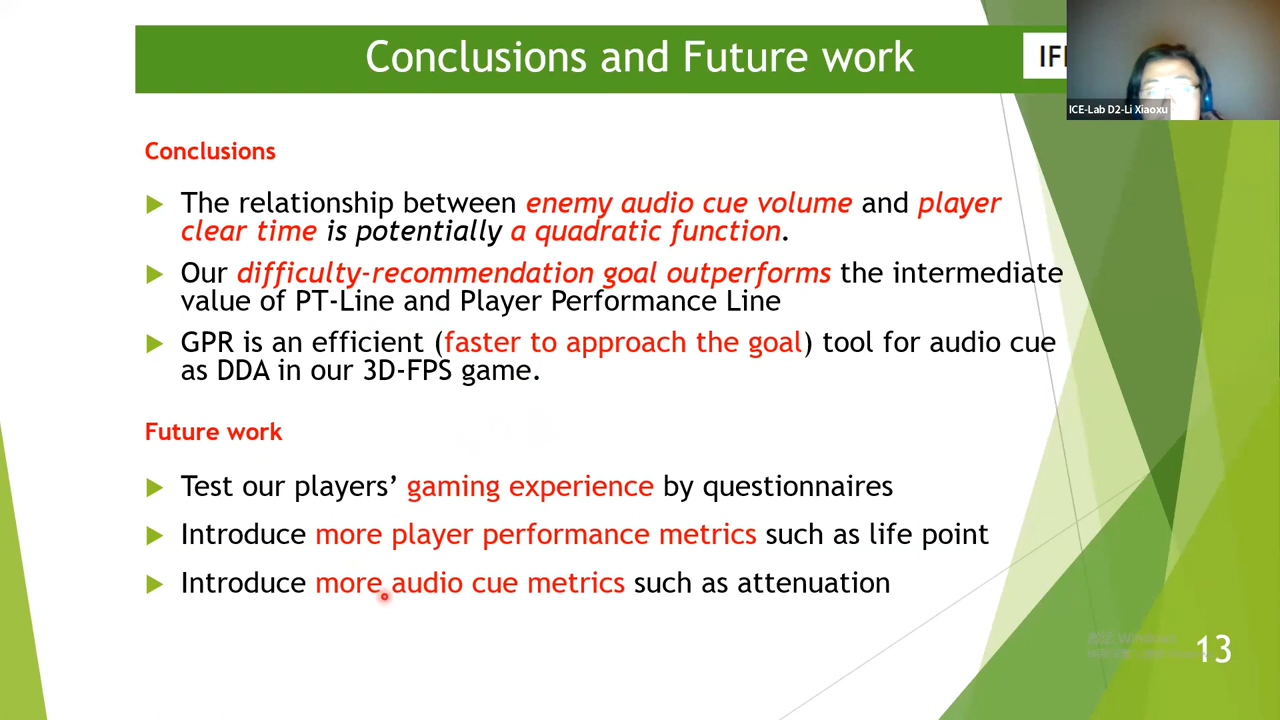 Conclusions and Future work
ICE-Lab D2-Li Xiaoxu
Conclusions
The relationship between enemy audio cue volume and player
clear time is potentially a quadratic function.
Our difficulty-recommendation goal outperforms the intermediate
value of PT-Line and Player Performance Line
GPR is an efficient (faster to approach the goal) tool for audio cue
as DDA in our 3D-FPS game.
Future work
Test our players’ gaming experience by questionnaires
Introduce more player performance metrics such as life point
Introduce more audio cue metrics such as attenuation
13